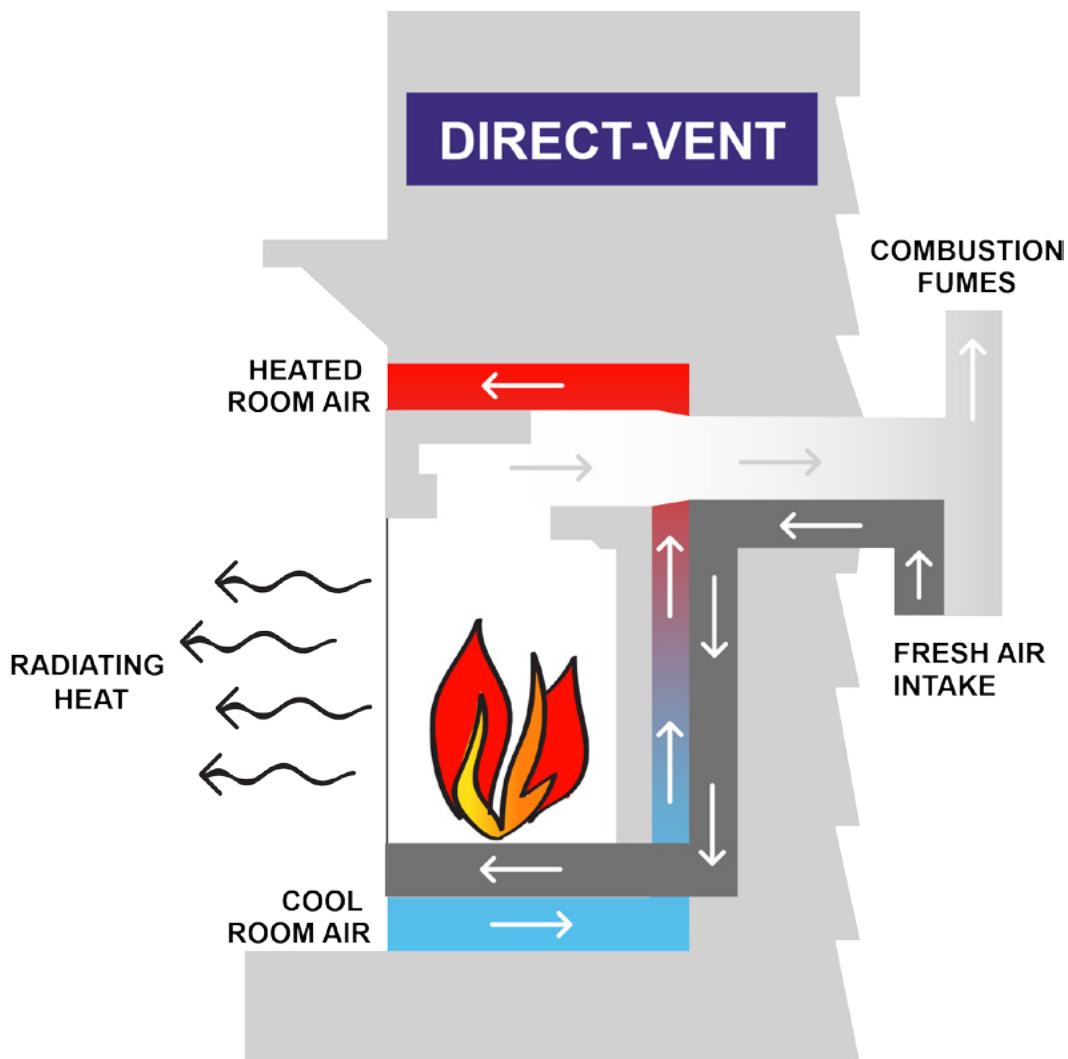 DIRECT-VENT
COMBUSTION
FUMES
HEATED
ROOM AIR
RADIATING
HEAT
FRESH AIR
INTAKE
COOL
ROOM AIR